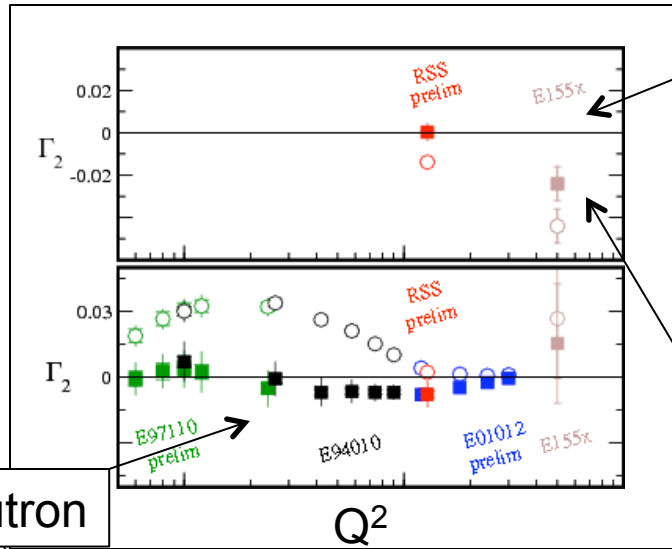 RSS
prelim
E155x
0.02
0
Γ₂
-0.02
RSS
prelim
0.03
Γ₂
0
E97110
prelim
E94010
E01012
prelim
E155x
Q²